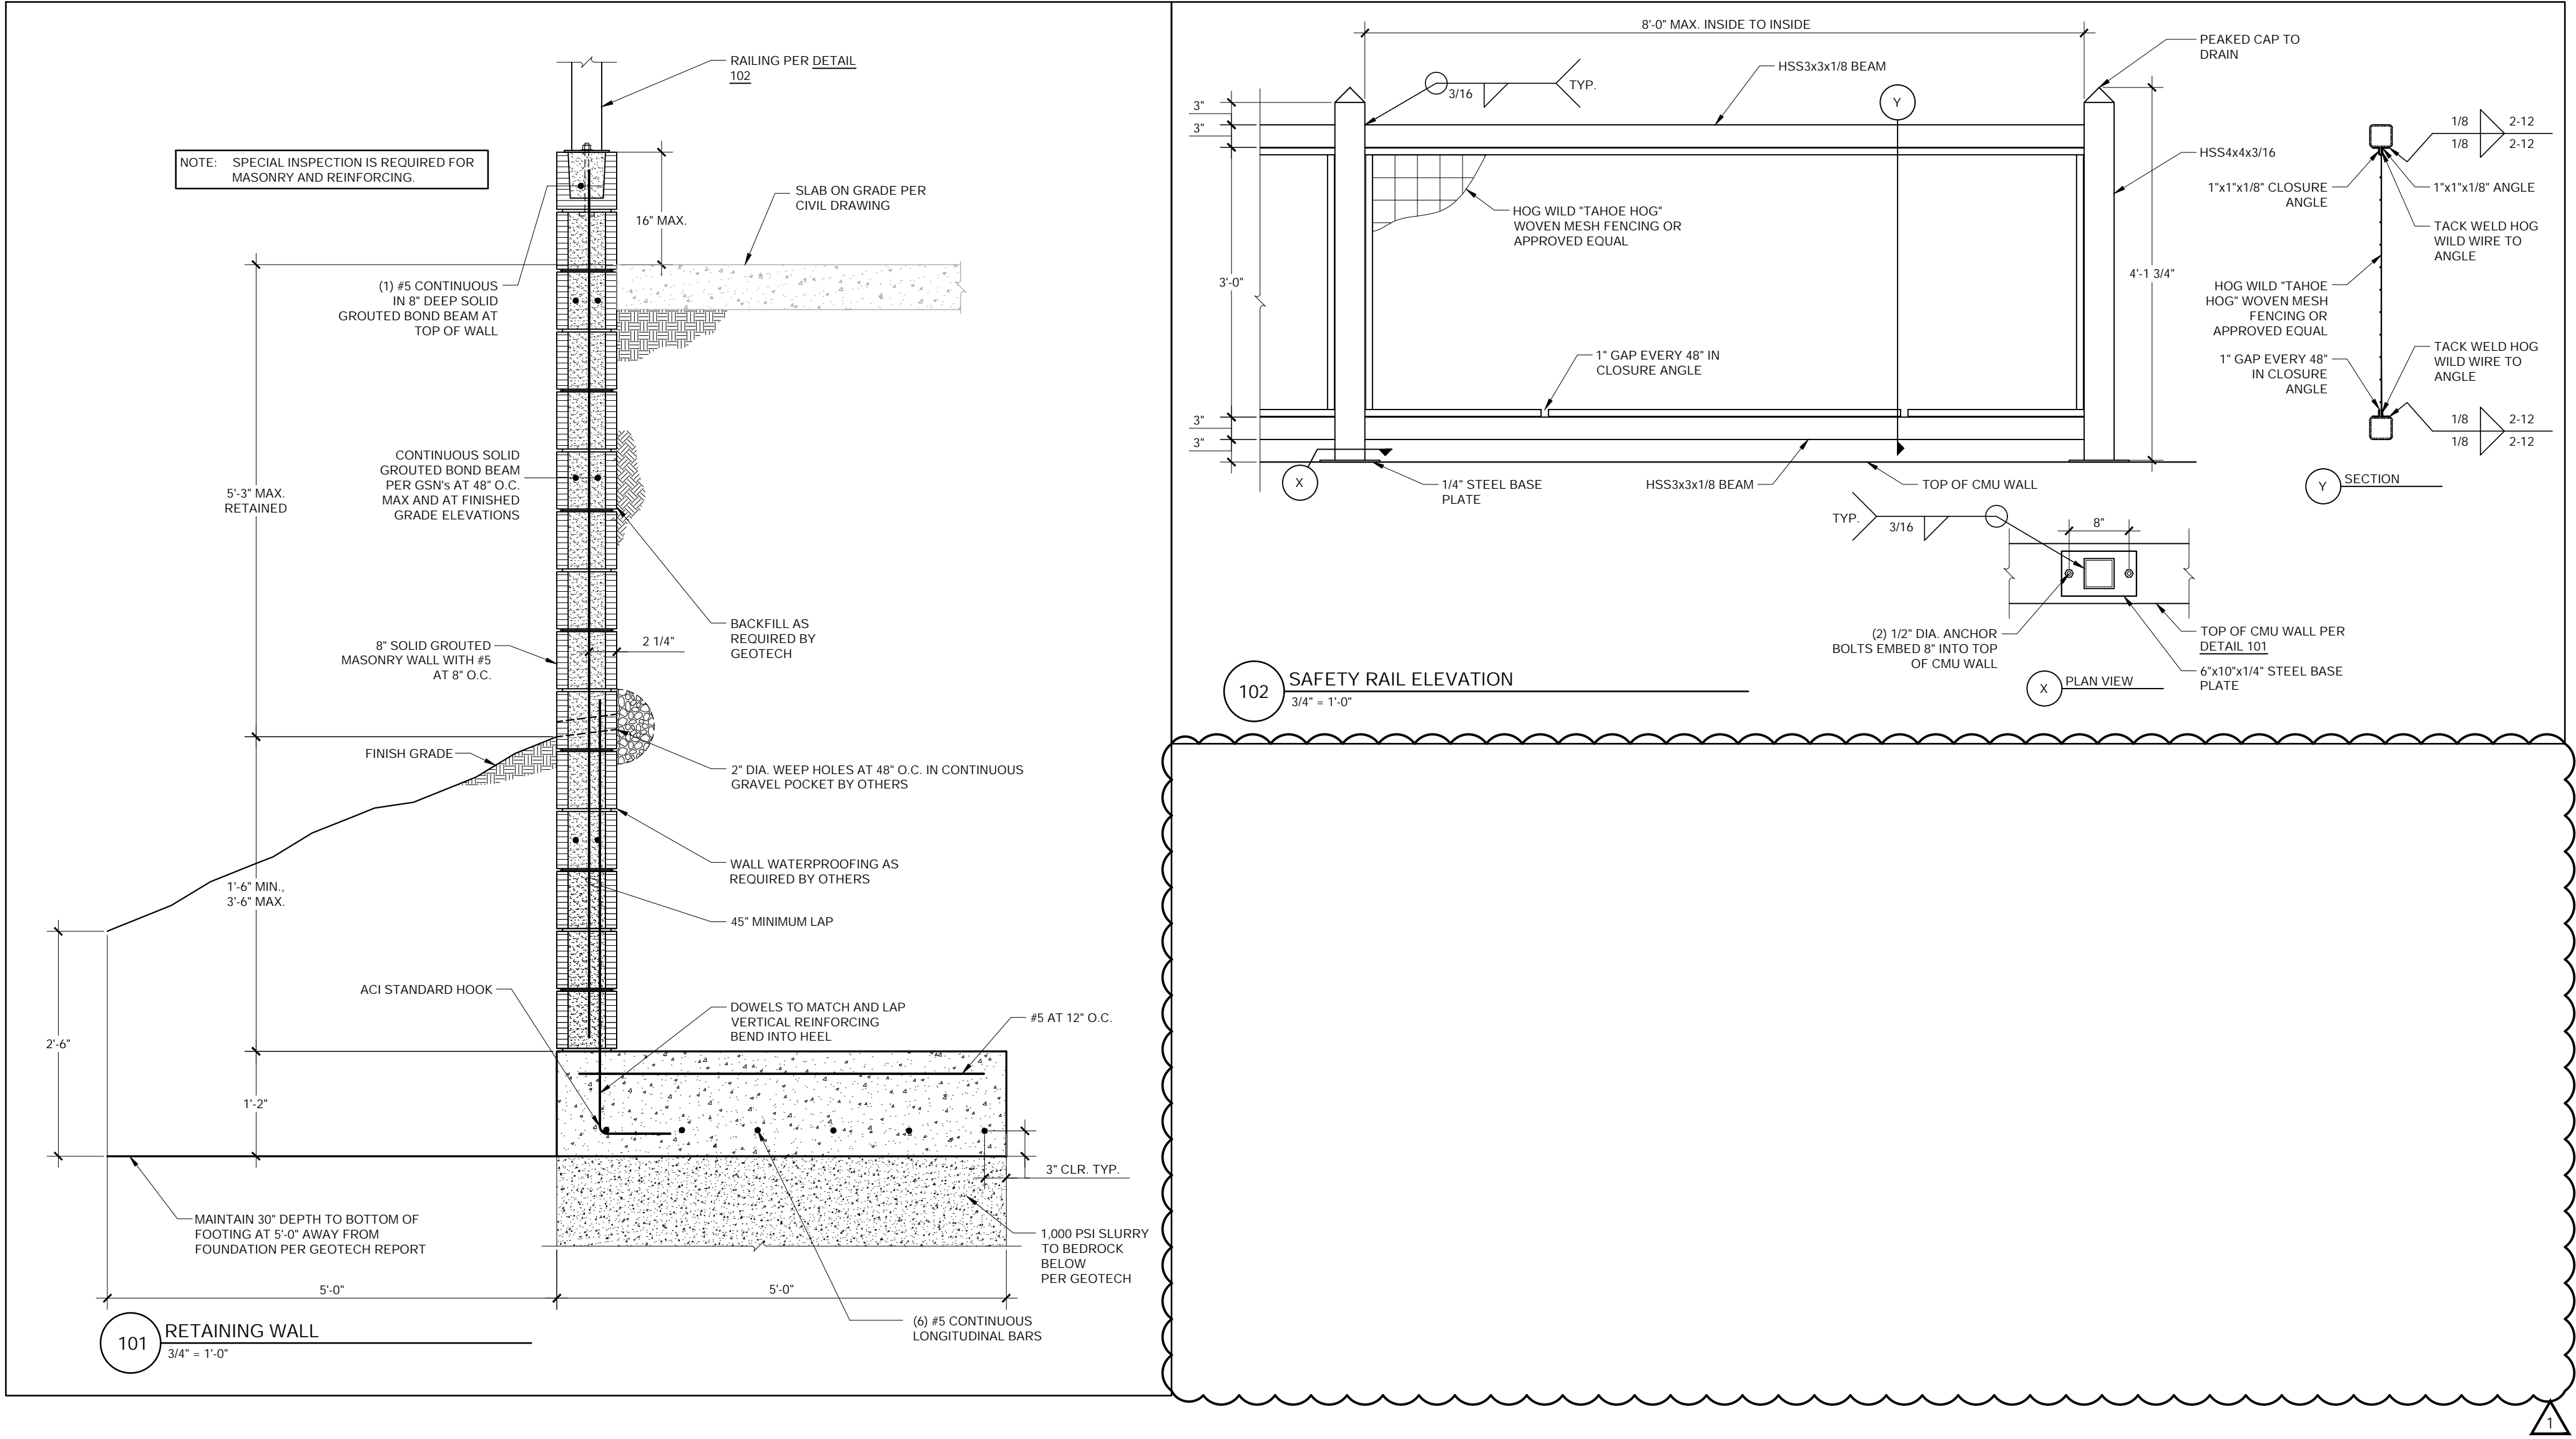 RAILING PER DETAIL
102
NOTE: SPECIAL INSPECTION IS REQUIRED FOR
MASONRY AND REINFORCING.
16" MAX.
SLAB ON GRADE PER
CIVIL DRAWING
(1) #5 CONTINUOUS
IN 8" DEEP SOLID
GROUTED BOND BEAM AT
TOP OF WALL
CONTINUOUS SOLID
GROUTED BOND BEAM
PER GSN's AT 48" O.C.
MAX AND AT FINISHED
GRADE ELEVATIONS
5'-3" MAX.
RETAINED
BACKFILL AS
REQUIRED BY
GEOTECH
2 1/4"
8" SOLID GROUTED
MASONRY WALL WITH #5
AT 8" O.C.
FINISH GRADE
2" DIA. WEEP HOLES AT 48" O.C. IN CONTINUOUS
GRAVEL POCKET BY OTHERS
1'-6" MIN.,
3'-6" MAX.
WALL WATERPROOFING AS
REQUIRED BY OTHERS
45" MINIMUM LAP
ACI STANDARD HOOK
DOWELS TO MATCH AND LAP
VERTICAL REINFORCING
BEND INTO HEEL
#5 AT 12" O.C.
2'-6"
1'-2"
3" CLR. TYP.
MAINTAIN 30" DEPTH TO BOTTOM OF
FOOTING AT 5'-0" AWAY FROM
FOUNDATION PER GEOTECH REPORT
1,000 PSI SLURRY
TO BEDROCK
BELOW
PER GEOTECH
5'-0"
5'-0"
(6) #5 CONTINUOUS
LONGITUDINAL BARS
101
RETAINING WALL
3/4" = 1'-0"
8'-0" MAX. INSIDE TO INSIDE
PEAKED CAP TO
DRAIN
HSS3x3x1/8 BEAM
3/16
TYP.
Y
3"
3"
3'-0"
3"
3"
HSS4x4x3/16
HOG WILD "TAHOE HOG"
WOVEN MESH FENCING OR
APPROVED EQUAL
4'-1 3/4"
1" GAP EVERY 48" IN
CLOSURE ANGLE
X
1/4" STEEL BASE
PLATE
HSS3x3x1/8 BEAM
TOP OF CMU WALL
1/8
2-12
1/8
2-12
1"x1"x1/8" CLOSURE
ANGLE
1"x1"x1/8" ANGLE
TACK WELD HOG
WILD WIRE TO
ANGLE
HOG WILD "TAHOE
HOG" WOVEN MESH
FENCING OR
APPROVED EQUAL
TACK WELD HOG
WILD WIRE TO
ANGLE
1" GAP EVERY 48"
IN CLOSURE
ANGLE
1/8
2-12
1/8
2-12
Y
SECTION
TYP.
3/16
8"
(2) 1/2" DIA. ANCHOR
BOLTS EMBED 8" INTO TOP
OF CMU WALL
TOP OF CMU WALL PER
DETAIL 101
6"x10"x1/4" STEEL BASE
PLATE
X
PLAN VIEW
102
SAFETY RAIL ELEVATION
3/4" = 1'-0"
1